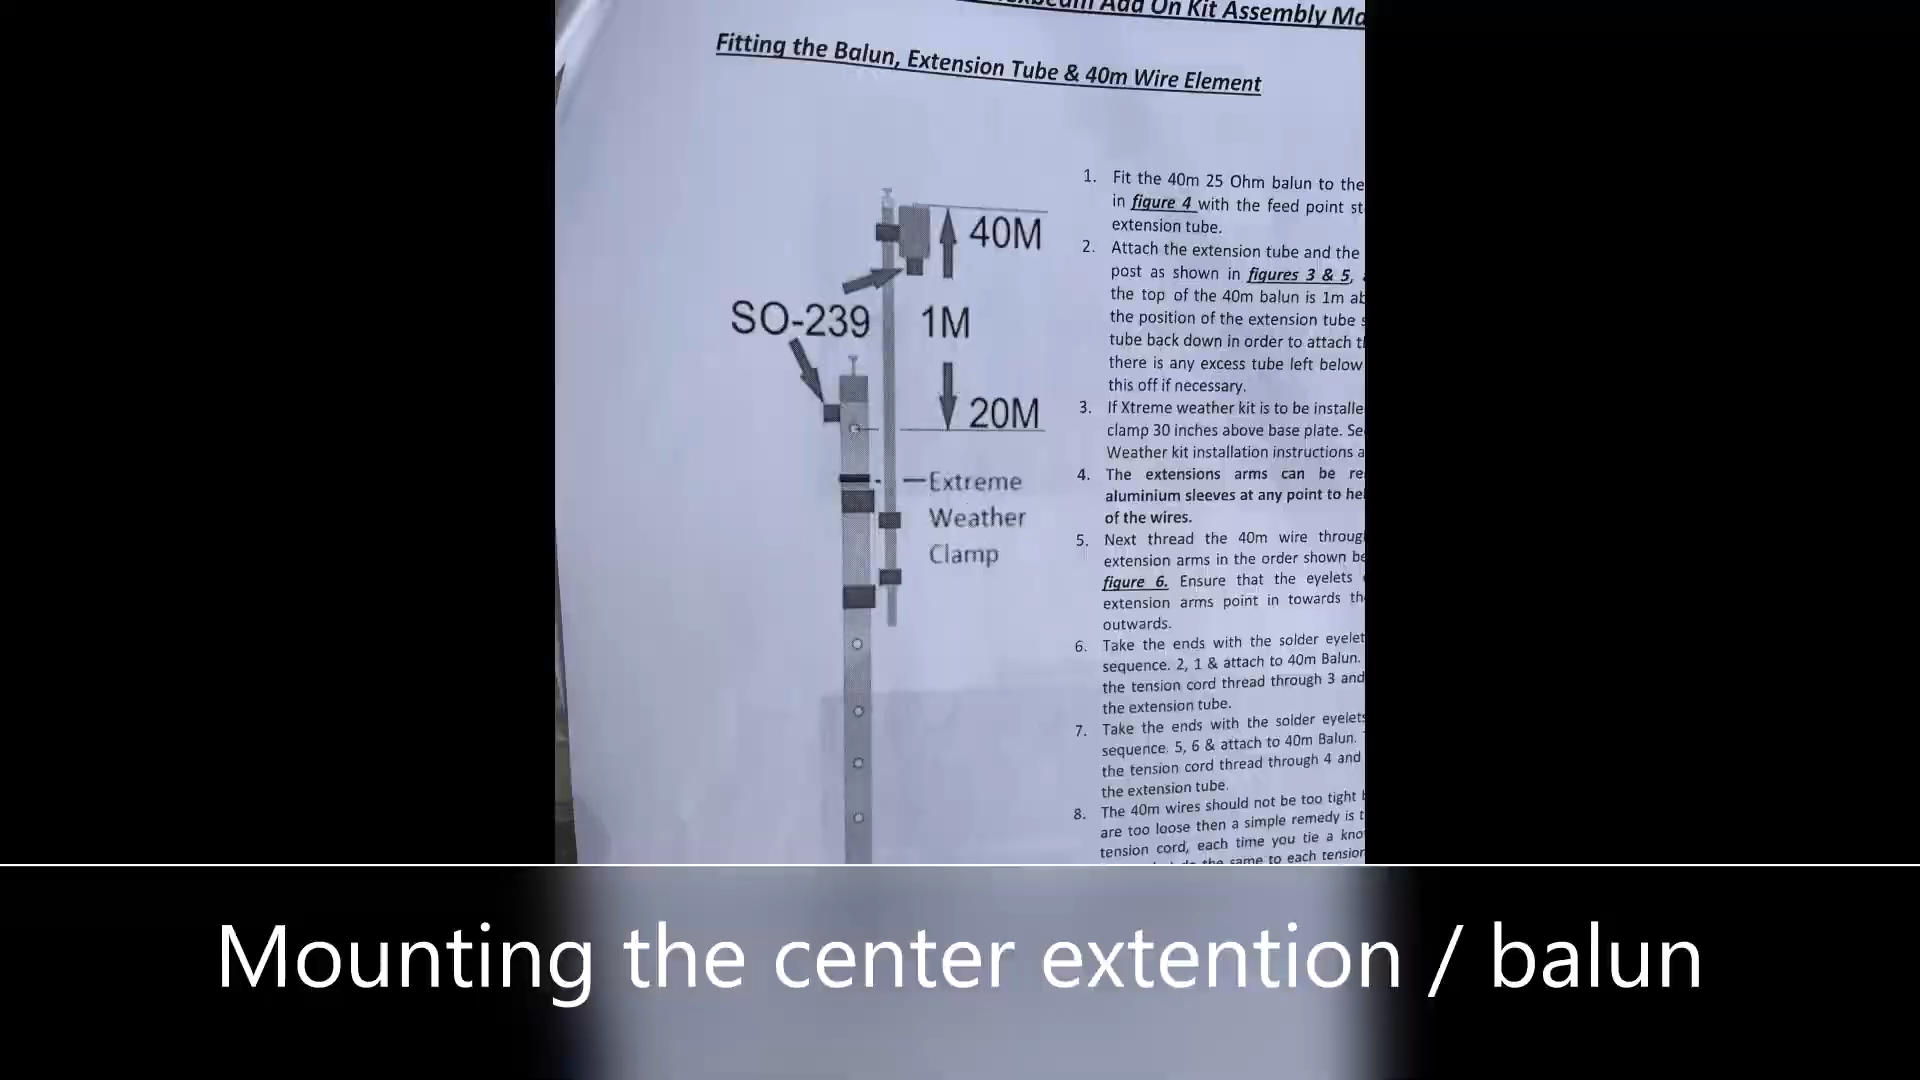 Add On Kit Assembly
Fitting the Balun, Extension Tube & 40m Wire Element
40M
SO-239
1M
20M
Extreme
Weather
Clamp
1. Fit the 40m 25 Ohm balun to the
in figure 4 with the feed point
extension tube.
2. Attach the extension tube and the
post as shown in figures 3 & 5,
the top of the 40m balun is 1m
the position of the extension tube
tube back down in order to attach
there is any excess tube left below
this off if necessary.
3. If Xtreme weather kit is to be
clamp 30 inches above base plate.
Weather kit installation instructions
4. The extensions arms can be
aluminium sleeves at any point to
of the wires.
5. Next thread the 40m wire
extension arms in the order shown
figure 6. Ensure that the eyelets
extension arms point in towards
outwards.
6. Take the ends with the solder
sequence. 2, 1 & attach to 40m Balun.
the tension cord thread through 3 and
the extension tube.
7. Take the ends with the solder eyelets
sequence. 5, 6 & attach to 40m Balun.
the tension cord thread through 4 and
the extension tube.
8. The 40m wires should not be too tight
are too loose then a simple remedy is
tension cord, each time you tie a
the same to each
Mounting the center extention / balun